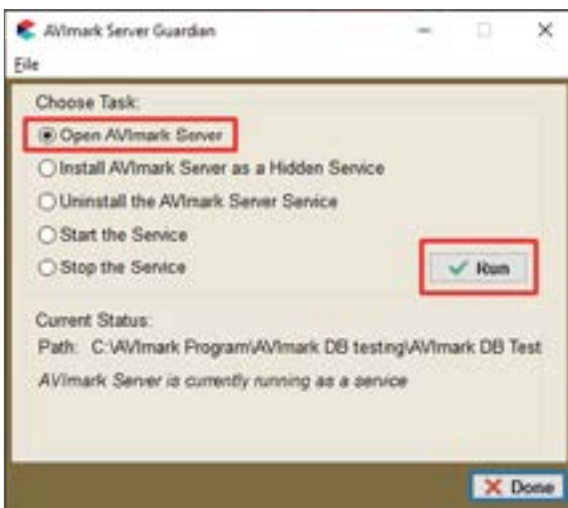 AVImark Server Guardian
File
Choose Task:
Open AVImark Server
Install AVImark Server as a Hidden Service
Uninstall the AVImark Server Service
Start the Service
Stop the Service
Run
Current Status:
Path: C:\AVImark Program\AVImark DB testing\AVImark DB Test
AVImark Server is currently running as a service
Done